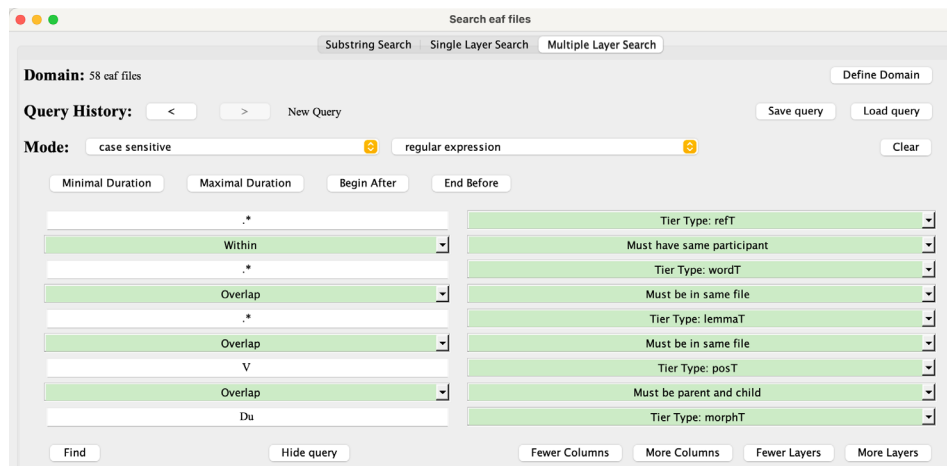 Search eaf files
Substring Search Single Layer Search Multiple Layer Search
Domain: 58 eaf files Define Domain
Query History: < > New Query Save query Load query
Mode: case sensitive regular expression Clear
Minimal Duration Maximal Duration Begin After End Before
.* Tier Type: refT
Within Must have same participant
.* Tier Type: wordT
Overlap Must be in same file
.* Tier Type: lemmaT
Overlap Must be in same file
V Tier Type: posT
Overlap Must be parent and child
Du Tier Type: morphT
Find Hide query Fewer Columns More Columns Fewer Layers More Layers